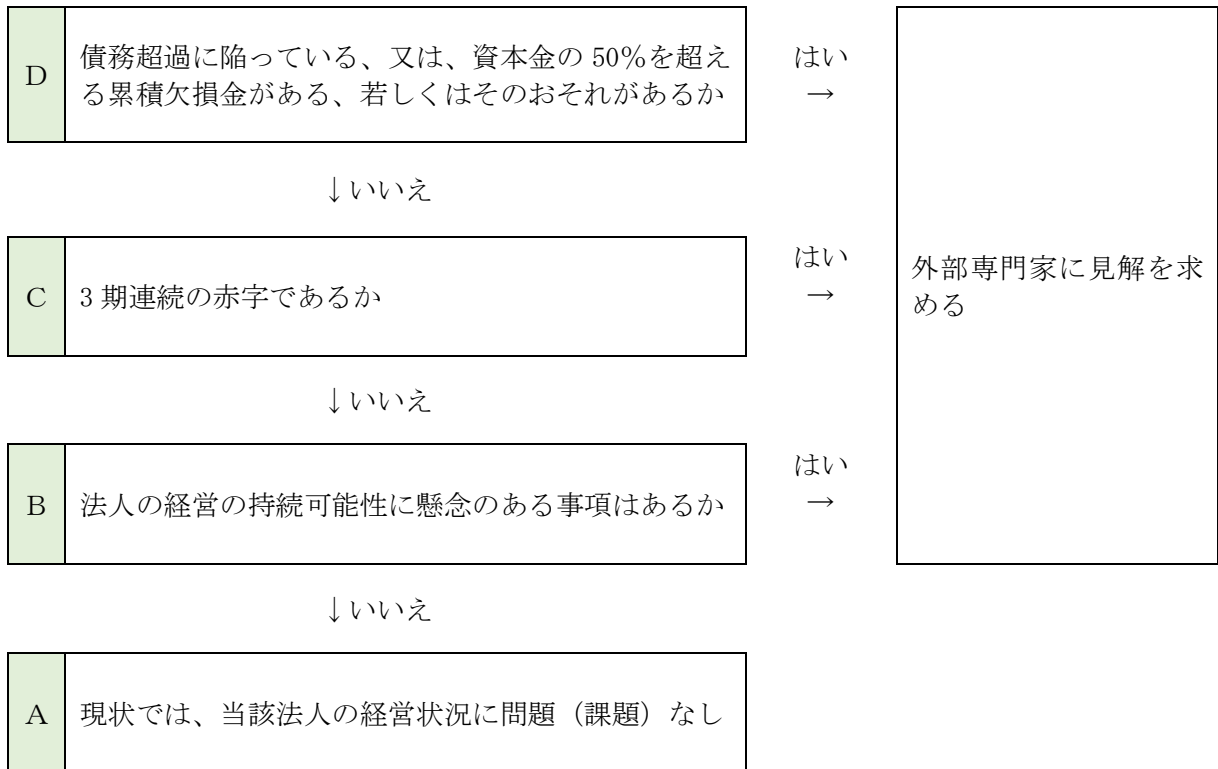 D
債務超過に陥っている、又は、資本金の 50％を超え
る累積欠損金がある、若しくはそのおそれがあるか
はい
→
↓いいえ
C
3 期連続の赤字であるか
はい
→
外部専門家に見解を求
める
↓いいえ
B
法人の経営の持続可能性に懸念のある事項はあるか
はい
→
↓いいえ
A
現状では、当該法人の経営状況に問題（課題）なし